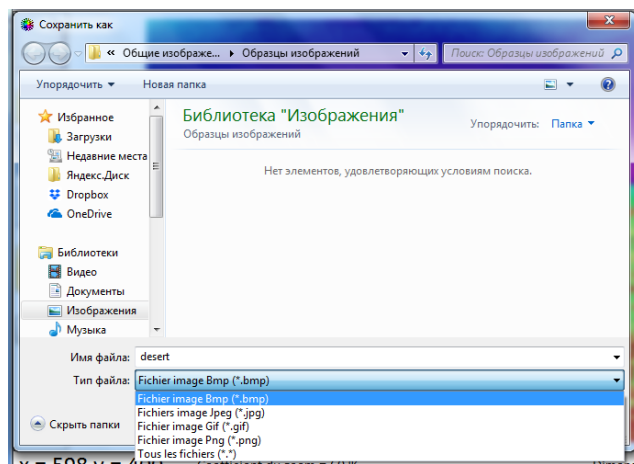 Сохранить как
« Общие изображе... ▸ Образцы изображений
Поиск: Образцы изображений
Упорядочить ▾ Новая папка
Избранное
Загрузки
Недавние места
Яндекс.Диск
Dropbox
OneDrive
Библиотеки
Видео
Документы
Изображения
Музыка
Библиотека "Изображения"
Образцы изображений
Упорядочить: Папка ▾
Нет элементов, удовлетворяющих условиям поиска.
Имя файла: desert
Тип файла: Fichier image Bmp (*.bmp)
Fichier image Bmp (*.bmp)
Fichiers image Jpeg (*.jpg)
Fichier image Gif (*.gif)
Fichier image Png (*.png)
Tous les fichiers (*.*)
Скрыть папки